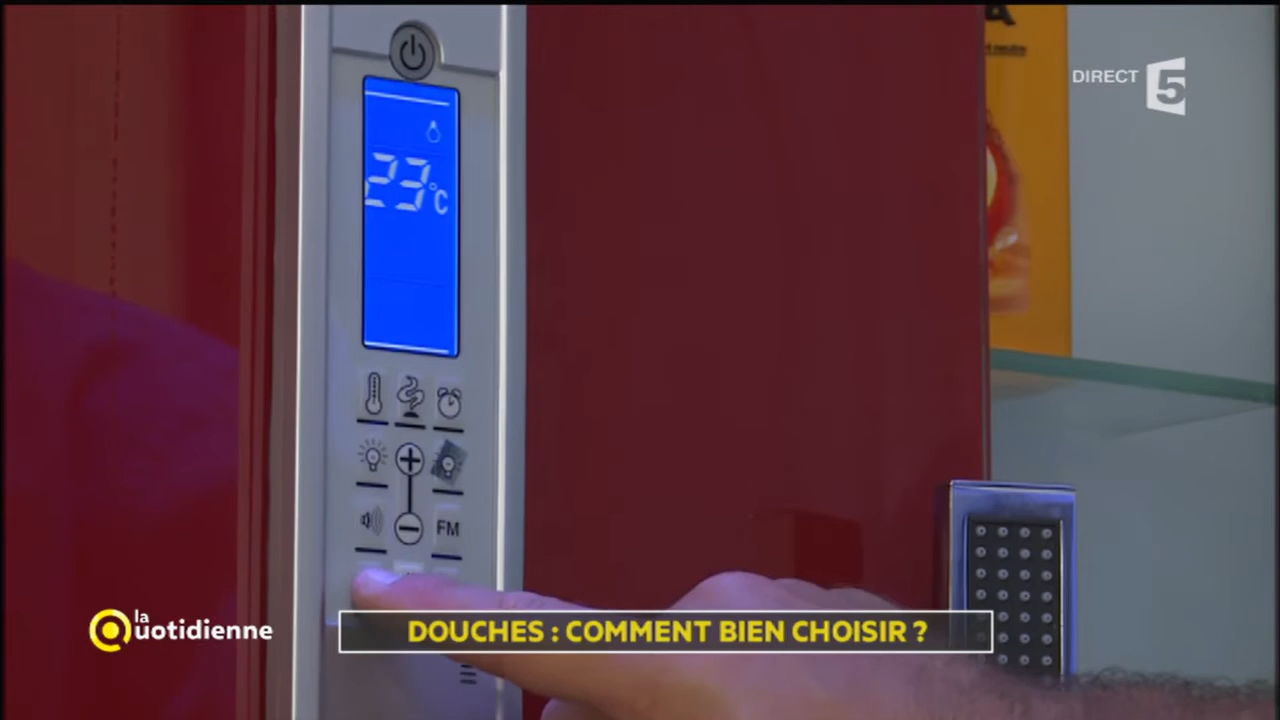 DIRECT 5
23°C
FM
la Quotidienne
DOUCHES : COMMENT BIEN CHOISIR ?